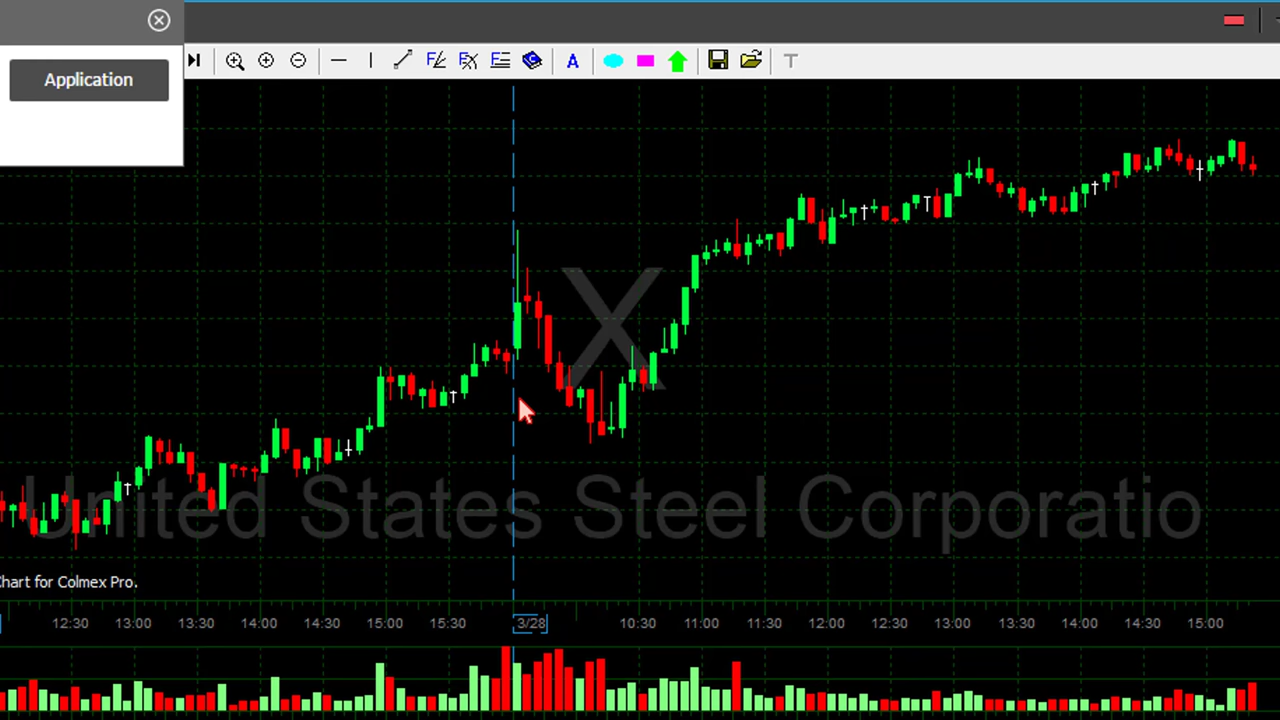 Application
A
T
X
United States Steel Corporatio
Chart for Colmex Pro.
12:30 13:00 13:30 14:00 14:30 15:00 15:30 3/28 10:30 11:00 11:30 12:00 12:30 13:00 13:30 14:00 14:30 15:00